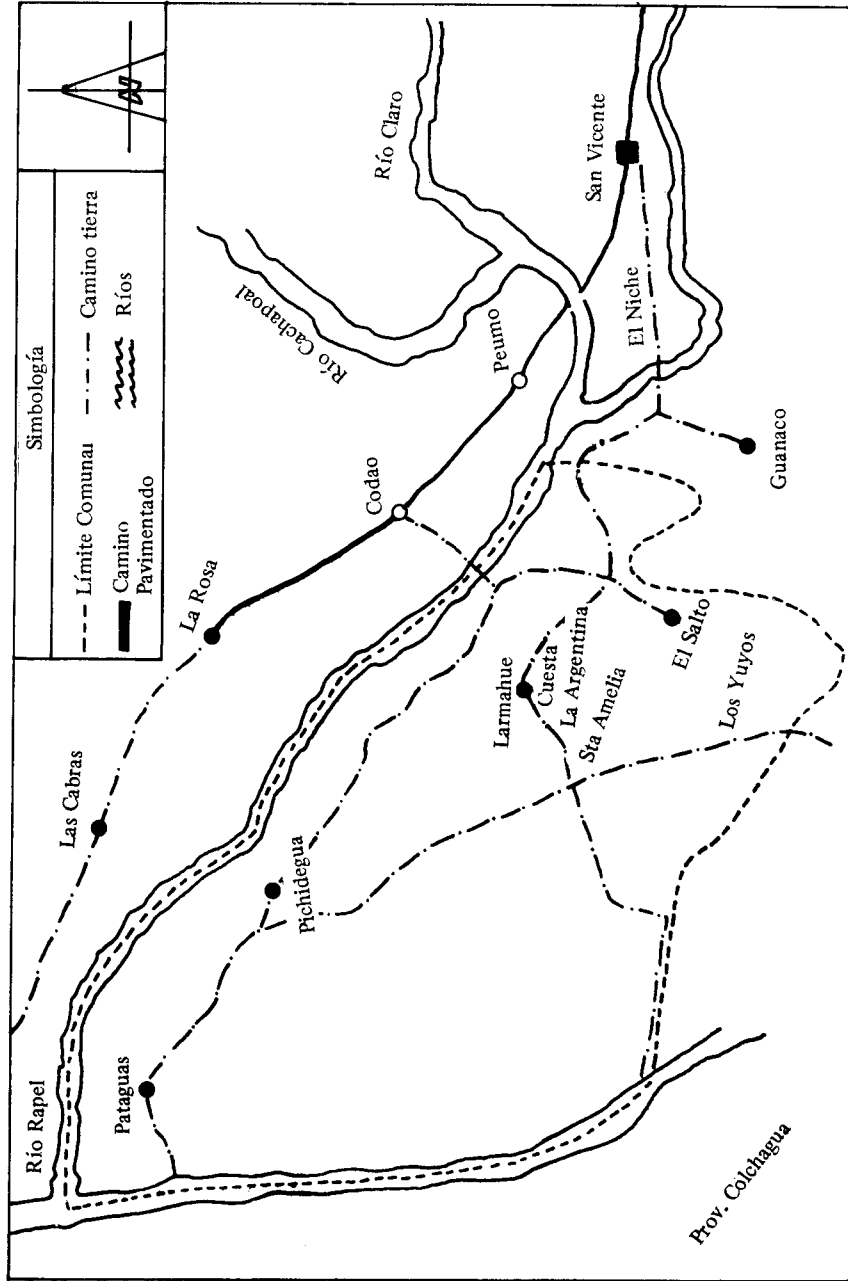 Simbología
Límite Comunal
Camino tierra
Camino
Pavimentado
Ríos
N
Río Rapel
Las Cabras
La Rosa
Codao
Río Cachapoal
Peumo
Río Claro
San Vicente
El Niche
Guanaco
Pataguas
Pichidegua
Larmahue
Cuesta
La Argentina
Sta Amelia
El Salto
Los Yuyos
Prov. Colchagua